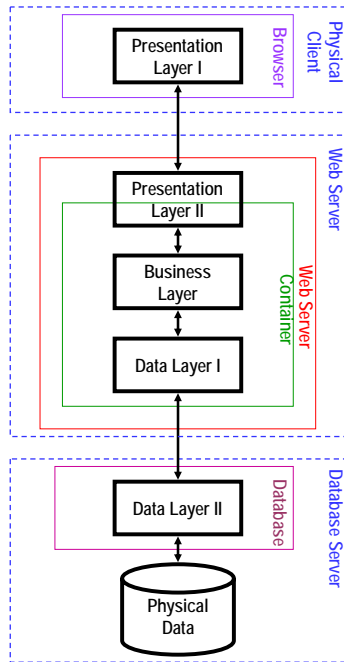 Physical
Client
Browser
Presentation
Layer I
Web Server
Web Server
Container
Presentation
Layer II
Business
Layer
Data Layer I
Database Server
Database
Data Layer II
Physical
Data